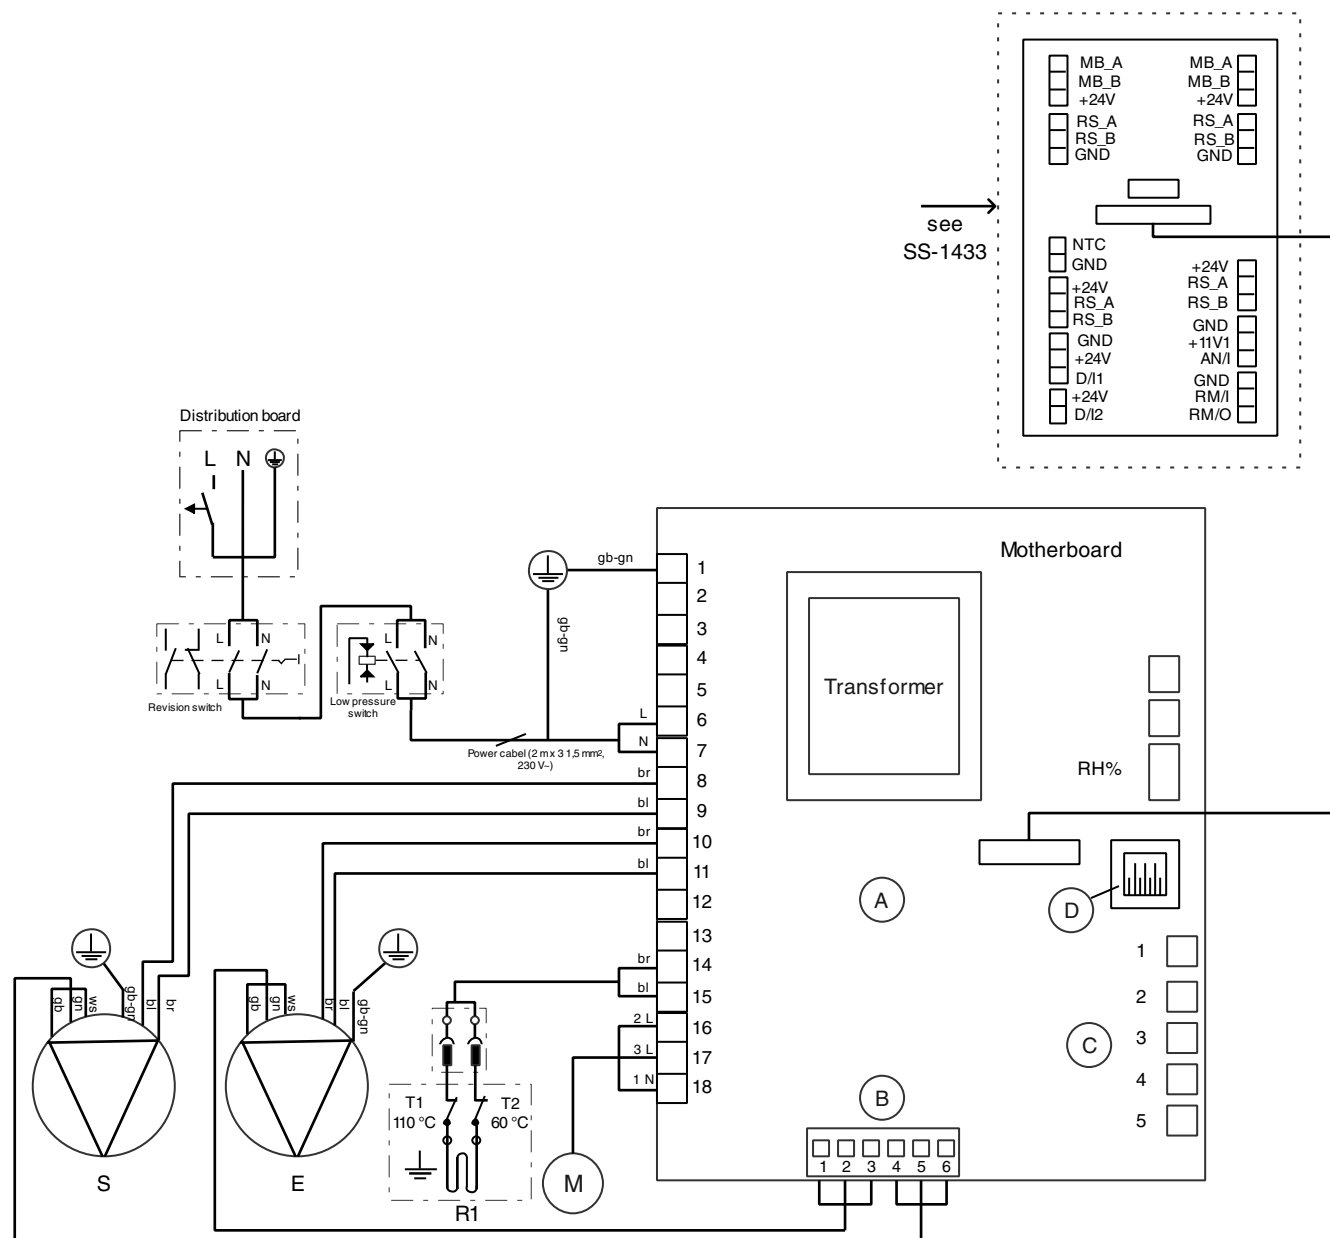 MB_A MB_A
MB_B MB_B
+24V +24V
RS_A RS_A
RS_B RS_B
GND GND
see
SS-1433
NTC
GND
+24V
RS_A
RS_B
GND
+24V
D/I1
+24V
D/I2
+24V
RS_A
RS_B
GND
+11V1
AN/I
GND
RM/I
RM/O
Distribution board
L N
Motherboard
gb-gn
gb-gn
1
2
3
4
5
6
7
8
9
10
11
12
13
14
15
16
17
18
Transformer
L N
L N
Revision switch
L N
L N
Low pressure
switch
L
N
Power cabel (2 m x 3 1,5 mm²,
230 V~)
br
bl
br
bl
RH%
A
D
br
bl
2 L
3 L
1 N
gb gn ws gb-gn bl br
gb gn ws br bl gb-gn
T1 T2
110 °C 60 °C
S
E
R1
M
B
C
1
2
3
4
5
1 2 3 4 5 6